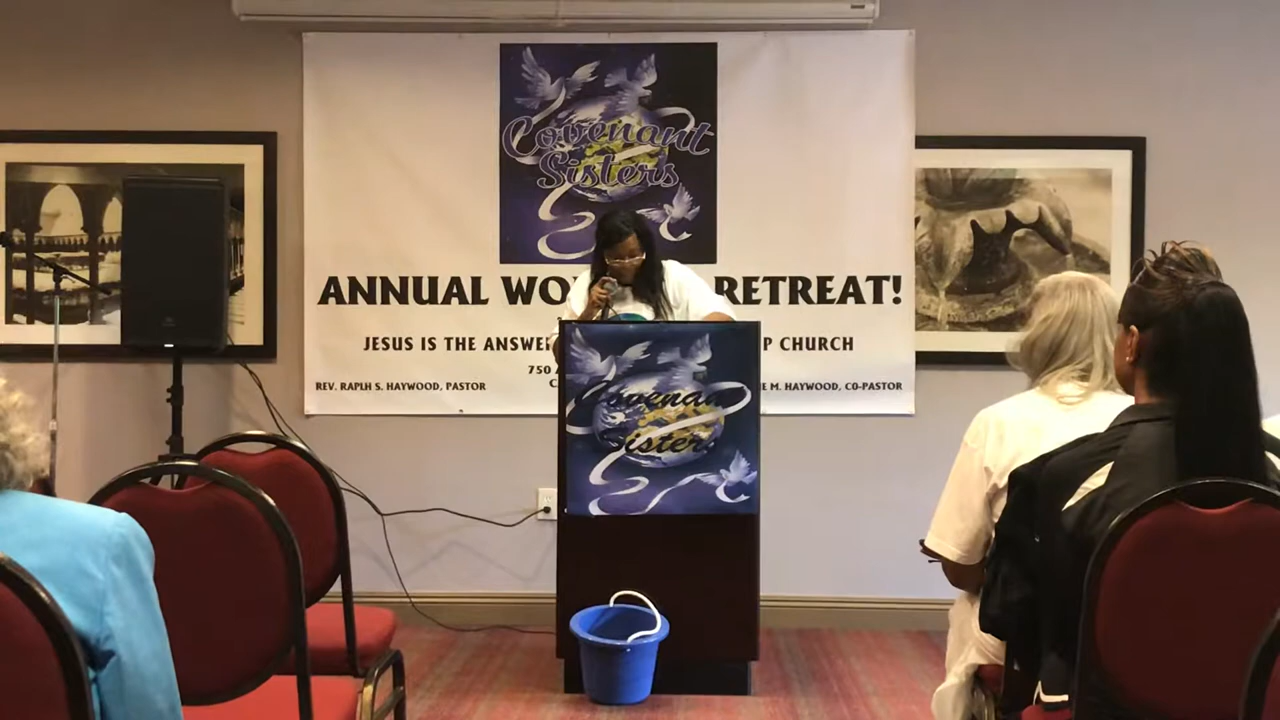 Covenant
Sisters
ANNUAL WO RETREAT!
JESUS IS THE ANSWE P CHURCH
750
C
REV. RAPLH S. HAYWOOD, PASTOR
E M. HAYWOOD, CO-PASTOR
Covenant
Sisters